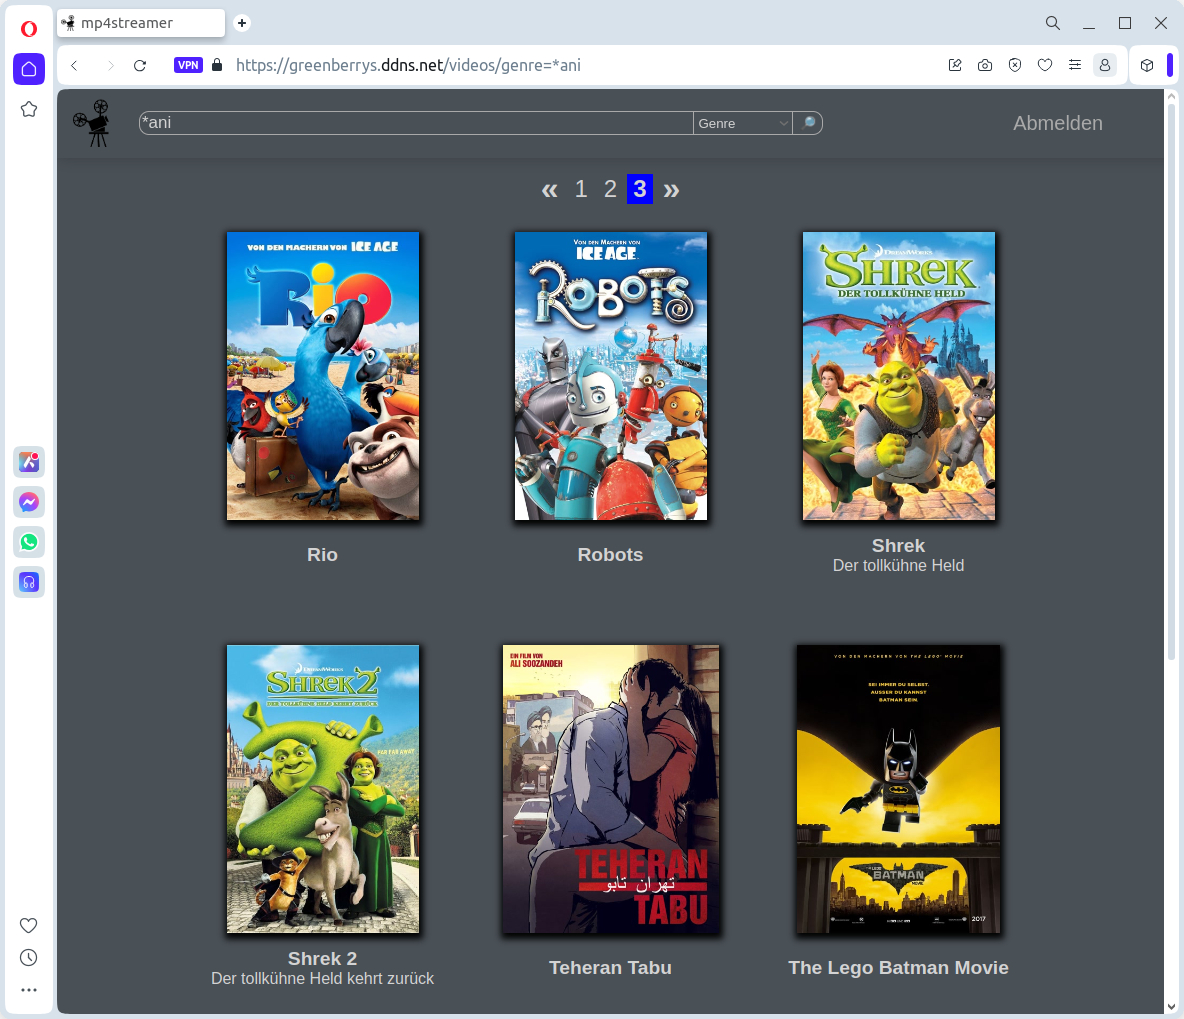 mp4streamer
VPN https://greenberrys.ddns.net/videos/genre=*ani
*ani Genre Abmelden
« 1 2 3 »
VON DEN MACHERN VON ICE AGE
RIO
VON DEN MACHERN VON
ICE AGE
ROBOTS
DREAMWORKS
SHREK
DER TOLLKÜHNE HELD
Rio
Robots
Shrek
Der tollkühne Held
DREAMWORKS
SHREK 2
DER TOLLKÜHNE HELD KEHRT ZURÜCK
FAR FAR AWAY
EIN FILM VON
ALI SOOZANDEH
TEHERAN
تهران تابو
TABU
VON DEN MACHERN VON THE LEGO MOVIE
SEI IMMER DU SELBST.
AUSSER DU KANNST
BATMAN SEIN.
THE LEGO
BATMAN
MOVIE
2017
Shrek 2
Der tollkühne Held kehrt zurück
Teheran Tabu
The Lego Batman Movie